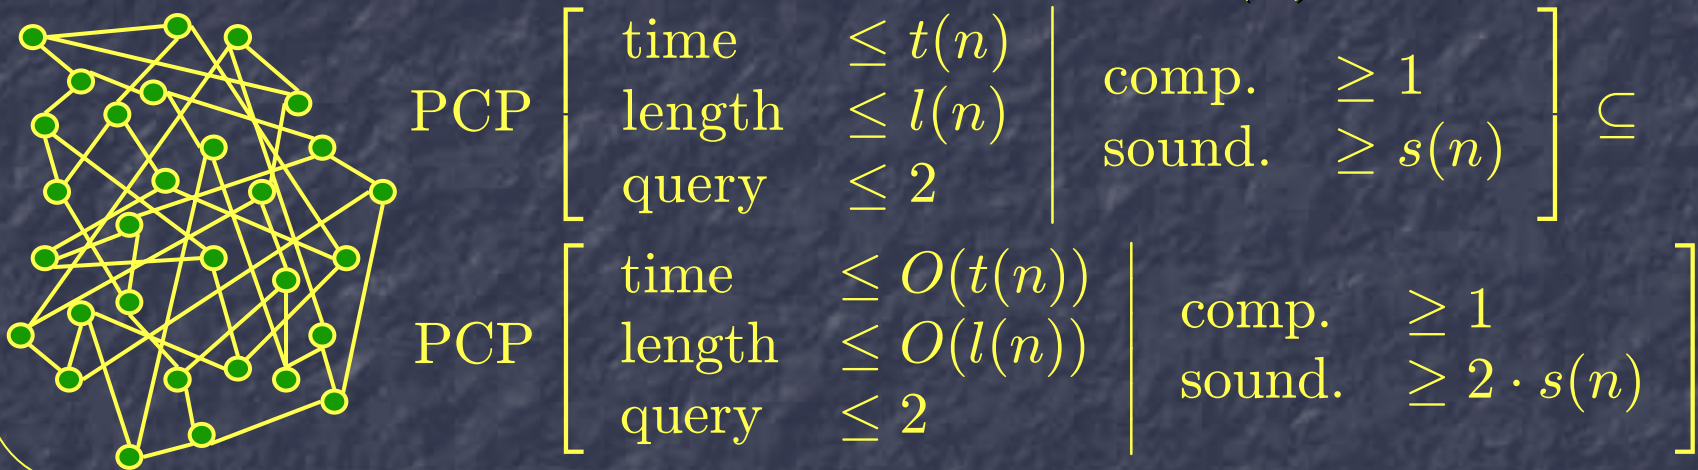 PCP [ time ≤ t(n) | comp. ≥ 1 ] ⊆
length ≤ l(n) | sound. ≥ s(n)
query ≤ 2
PCP [ time ≤ O(t(n)) | comp. ≥ 1 ]
length ≤ O(l(n)) | sound. ≥ 2 · s(n)
query ≤ 2